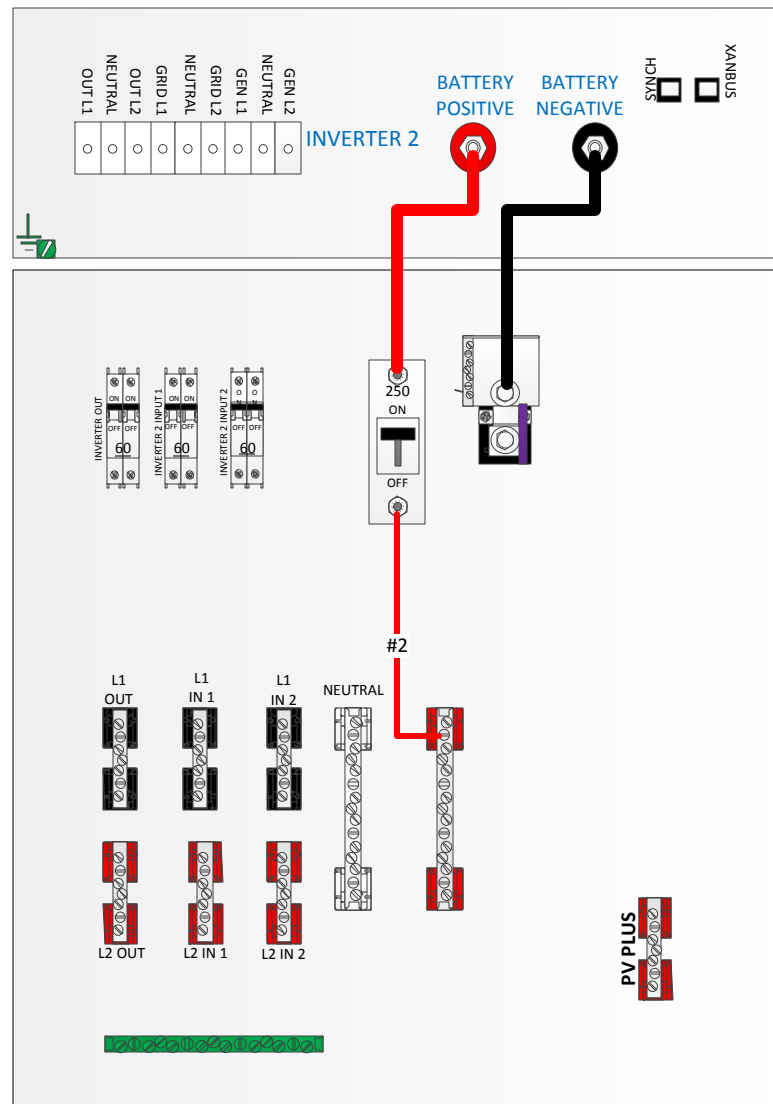 OUT L1
NEUTRAL
OUT L2
GRID L1
NEUTRAL
GRID L2
GEN L1
NEUTRAL
GEN L2
INVERTER 2
BATTERY
POSITIVE
BATTERY
NEGATIVE
SYNCH
XANBUS
INVERTER OUT
ON
ON
OFF
OFF
60
INVERTER 2 INPUT 1
ON
ON
OFF
OFF
60
INVERTER 2 INPUT 2
O
N
O
N
OFF
OFF
60
250
ON
OFF
#2
L1
OUT
L1
IN 1
L1
IN 2
NEUTRAL
L2 OUT
L2 IN 1
L2 IN 2
PV PLUS